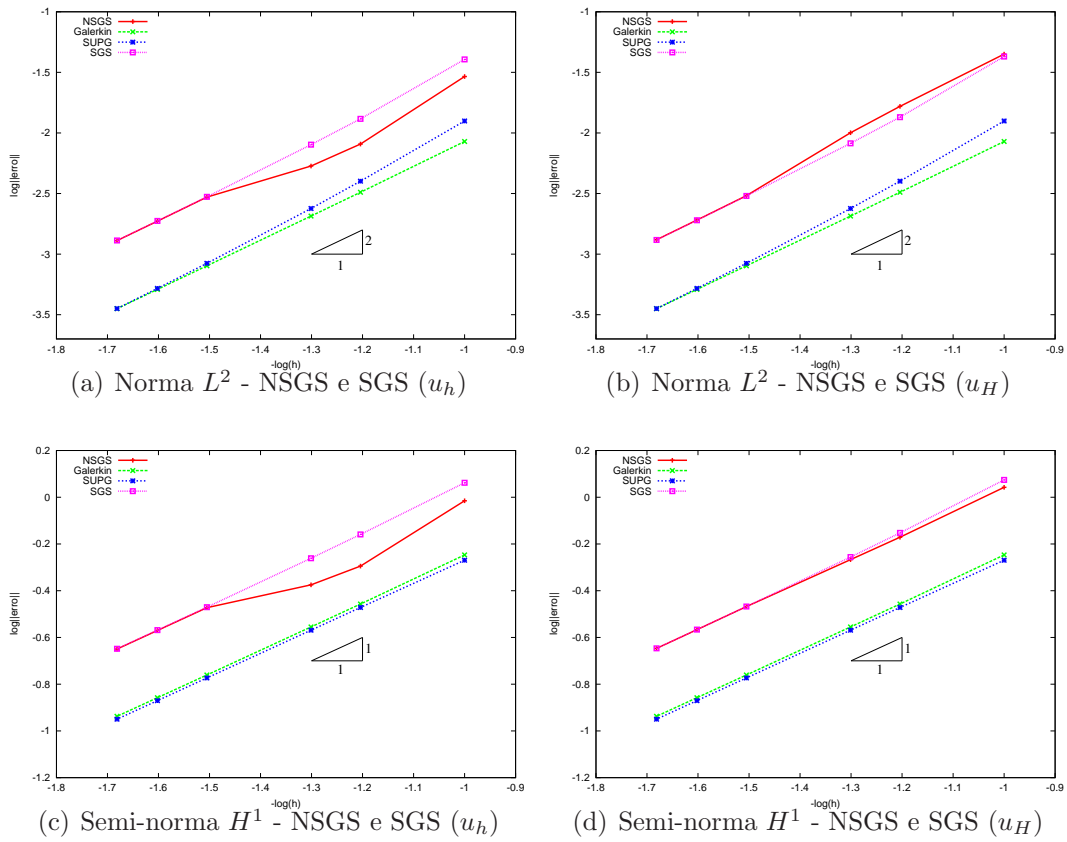 -1
-1.5
-2
-2.5
-3
-3.5
log||erro||
NSGS
Galerkin
SUPG
SGS
2
1
-1.8 -1.7 -1.6 -1.5 -1.4 -1.3 -1.2 -1.1 -1 -0.9
-log(h)
(a) Norma L² - NSGS e SGS (u_h)
-1
-1.5
-2
-2.5
-3
-3.5
log||erro||
NSGS
Galerkin
SUPG
SGS
2
1
-1.8 -1.7 -1.6 -1.5 -1.4 -1.3 -1.2 -1.1 -1 -0.9
-log(h)
(b) Norma L² - NSGS e SGS (u_H)
0.2
0
-0.2
-0.4
-0.6
-0.8
-1
-1.2
log||erro||
NSGS
Galerkin
SUPG
SGS
1
1
-1.8 -1.7 -1.6 -1.5 -1.4 -1.3 -1.2 -1.1 -1 -0.9
-log(h)
(c) Semi-norma H¹ - NSGS e SGS (u_h)
0.2
0
-0.2
-0.4
-0.6
-0.8
-1
-1.2
log||erro||
NSGS
Galerkin
SUPG
SGS
1
1
-1.8 -1.7 -1.6 -1.5 -1.4 -1.3 -1.2 -1.1 -1 -0.9
-log(h)
(d) Semi-norma H¹ - NSGS e SGS (u_H)